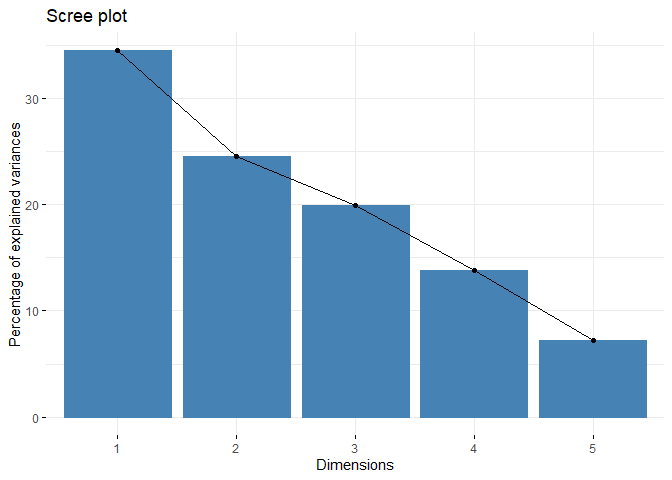 Scree plot
Percentage of explained variances
30
20
10
0
1 2 3 4 5
Dimensions